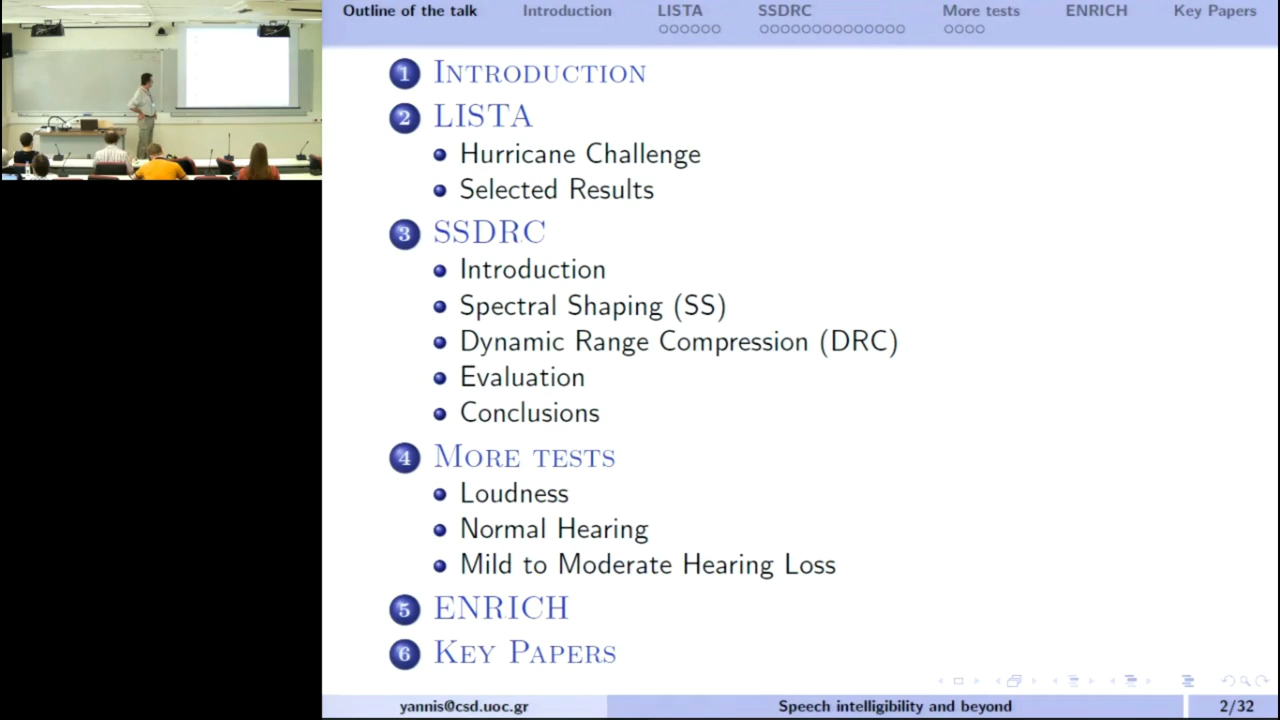 Outline of the talk Introduction LISTA SSDRC More tests ENRICH Key Papers
1 INTRODUCTION
2 LISTA
Hurricane Challenge
Selected Results
3 SSDRC
Introduction
Spectral Shaping (SS)
Dynamic Range Compression (DRC)
Evaluation
Conclusions
4 MORE TESTS
Loudness
Normal Hearing
Mild to Moderate Hearing Loss
5 ENRICH
6 KEY PAPERS
yannis@csd.uoc.gr Speech intelligibility and beyond 2/32